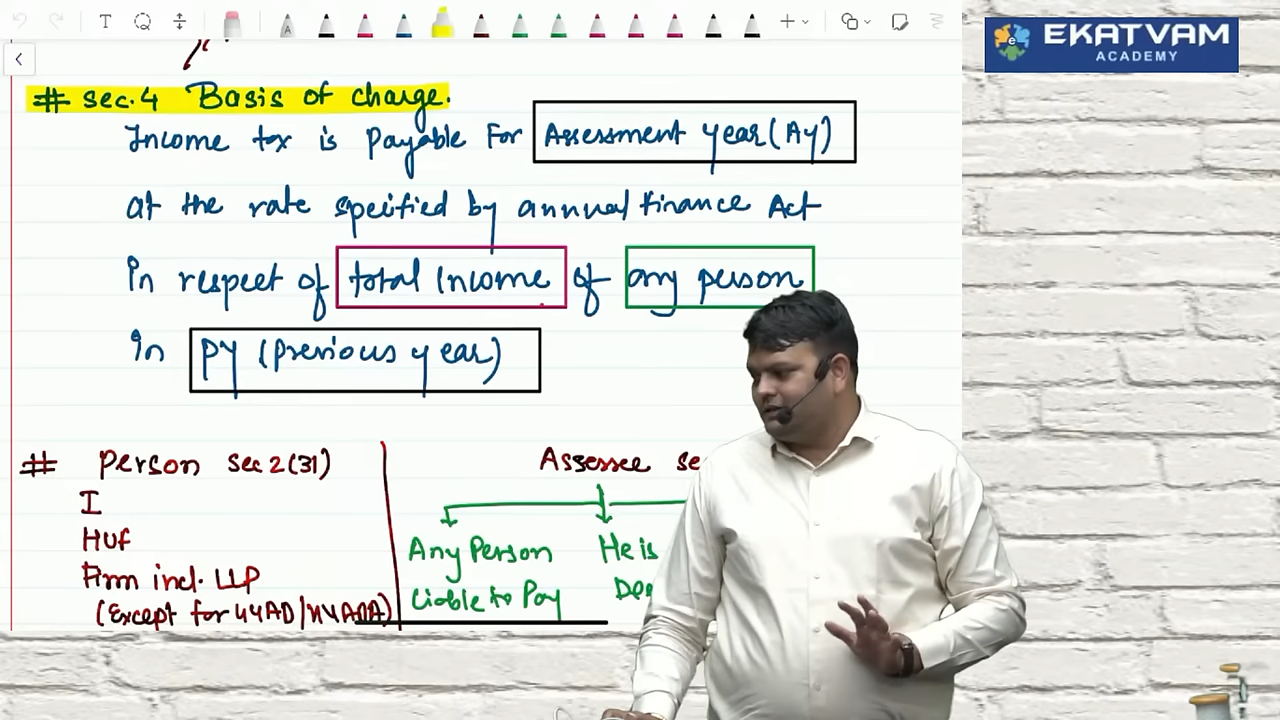 EKATVAM
ACADEMY
# Sec.4 Basis of charge.
Income tax is payable For Assessment year (Ay)
at the rate specified by annual finance Act
In respect of total Income of any person
In Py (Previous year)
# Person Sec 2(31)
I
Huf
Firm incl. LLP
(Except for 44AD/44ADA)
Assessee se
Any Person
Liable to Pay
He is